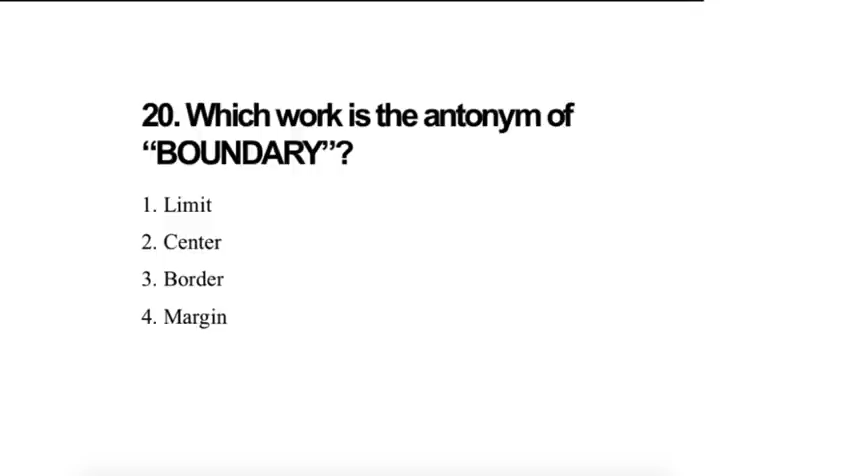 20. Which work is the antonym of
“BOUNDARY”?
1. Limit
2. Center
3. Border
4. Margin